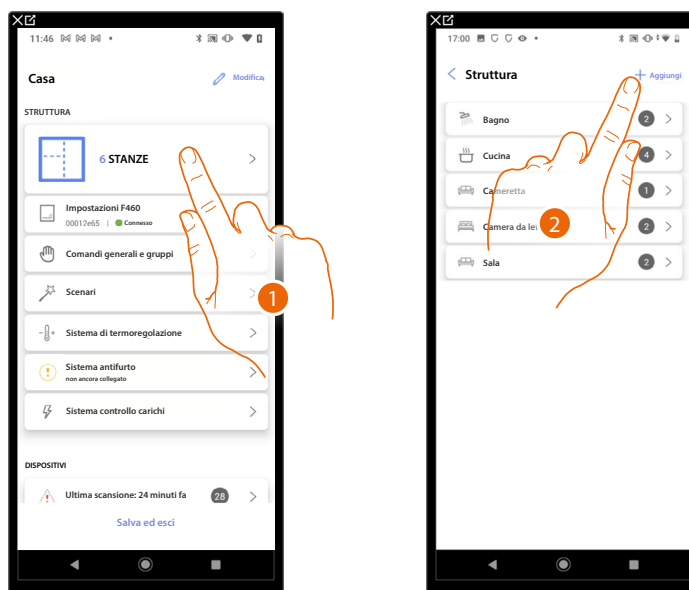 11:46
Casa
Modifica
STRUTTURA
6 STANZE
Impostazioni F460
00012e65 | Connesso
Comandi generali e gruppi
Scenari
1
Sistema di termoregolazione
Sistema antifurto
non ancora collegato
Sistema controllo carichi
DISPOSITIVI
Ultima scansione: 24 minuti fa 28
Salva ed esci
17:00
Struttura
+ Aggiungi
Bagno 2
Cucina 4
Cameretta 1
Camera da le 2
2
Sala 2